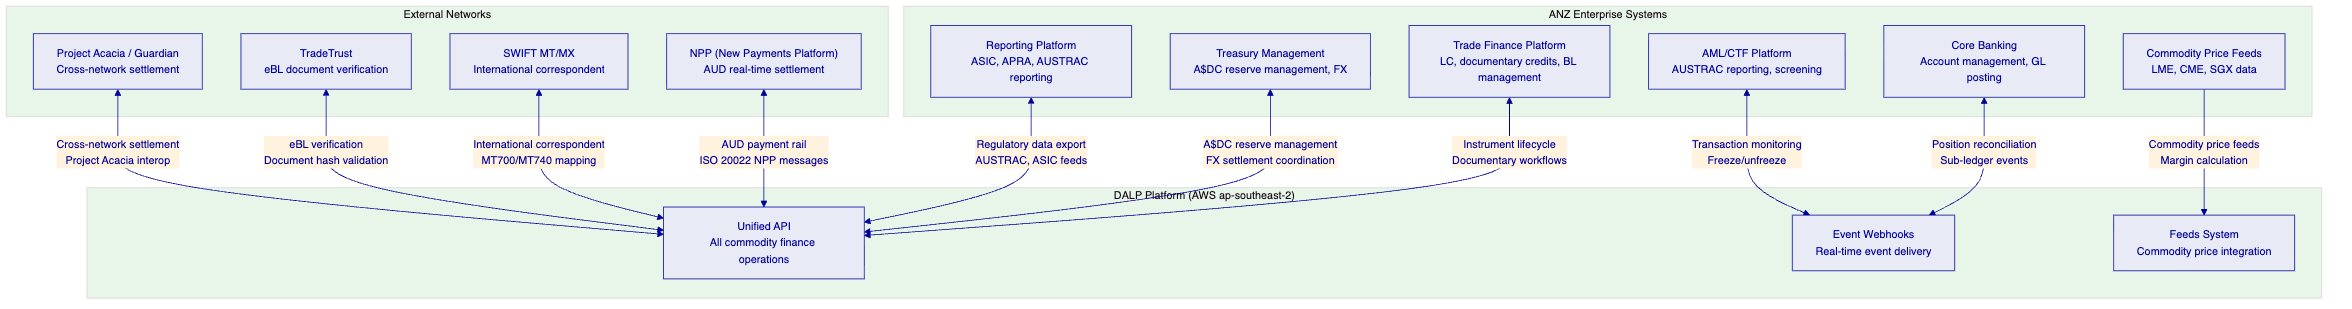 External Networks
Project Acacia / Guardian
Cross-network settlement
TradeTrust
eBL document verification
SWIFT MT/MX
International correspondent
NPP (New Payments Platform)
AUD real-time settlement
ANZ Enterprise Systems
Reporting Platform
ASIC, APRA, AUSTRAC
reporting
Treasury Management
A$DC reserve management, FX
Trade Finance Platform
LC, documentary credits, BL
management
AML/CTF Platform
AUSTRAC reporting, screening
Core Banking
Account management, GL
posting
Commodity Price Feeds
LME, CME, SGX data
Cross-network settlement
Project Acacia interop
eBL verification
Document hash validation
International correspondent
MT700/MT740 mapping
AUD payment rail
ISO 20022 NPP messages
Regulatory data export
AUSTRAC, ASIC feeds
A$DC reserve management
FX settlement coordination
Instrument lifecycle
Documentary workflows
Transaction monitoring
Freeze/unfreeze
Position reconciliation
Sub-ledger events
Commodity price feeds
Margin calculation
DALP Platform (AWS ap-southeast-2)
Unified API
All commodity finance
operations
Event Webhooks
Real-time event delivery
Feeds System
Commodity price integration